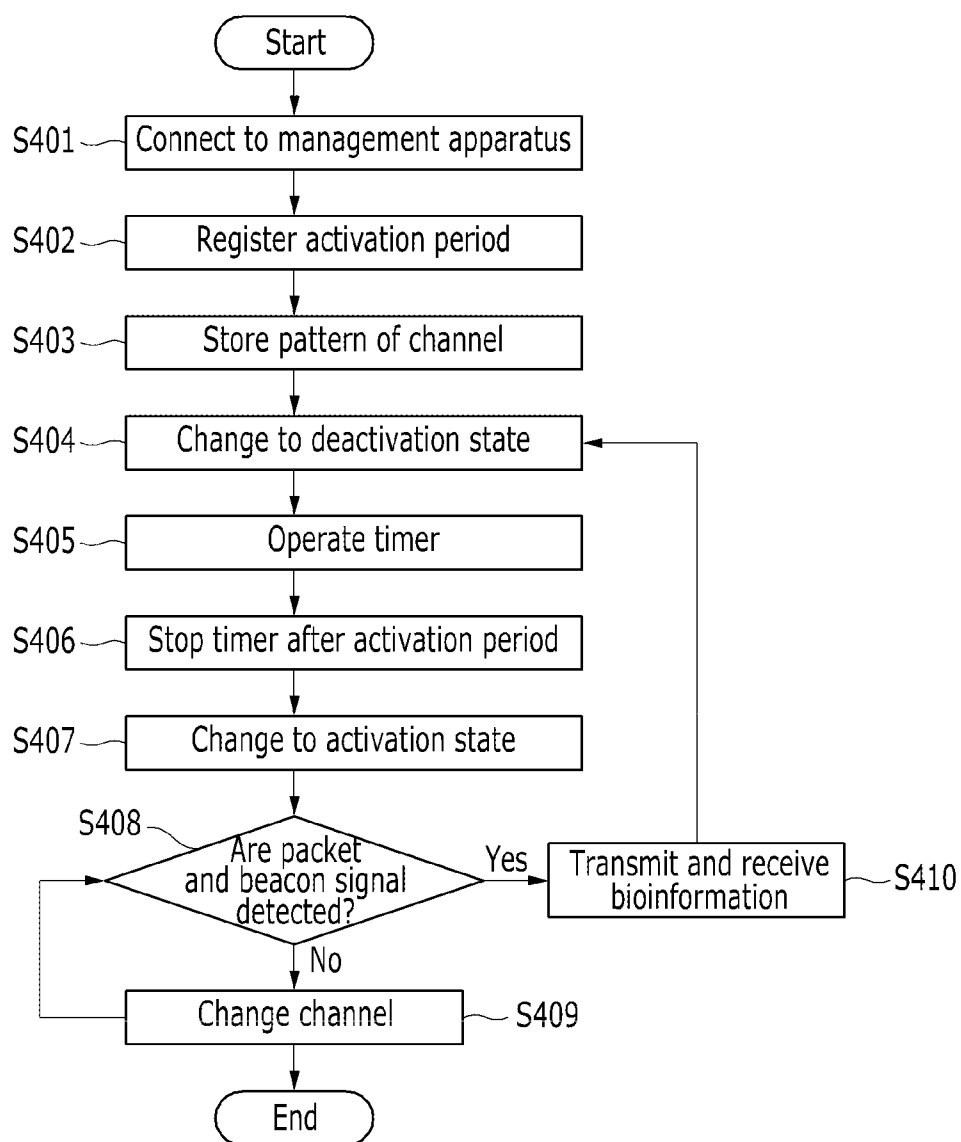 Start
S401
Connect to management apparatus
S402
Register activation period
S403
Store pattern of channel
S404
Change to deactivation state
S405
Operate timer
S406
Stop timer after activation period
S407
Change to activation state
S408
Are packet
and beacon signal
detected?
Yes
Transmit and receive
bioinformation
S410
No
Change channel
S409
End